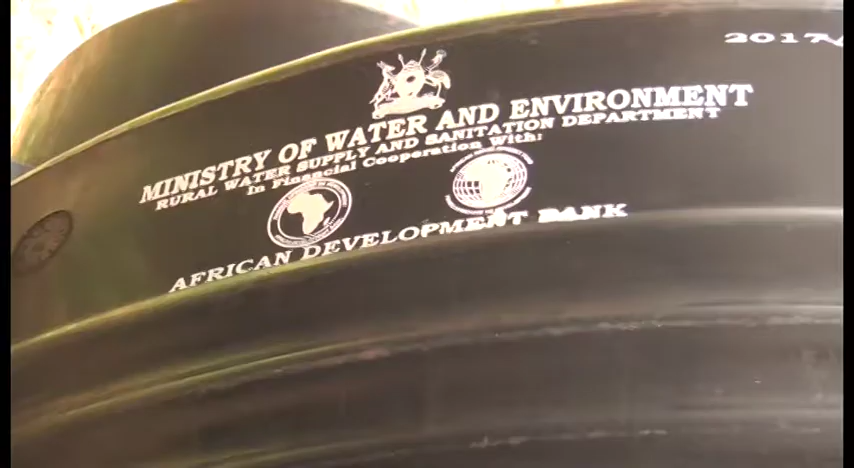 2017
MINISTRY OF WATER AND ENVIRONMENT
RURAL WATER SUPPLY AND SANITATION DEPARTMENT
In Financial Cooperation With:
AFRICAN DEVELOPMENT BANK